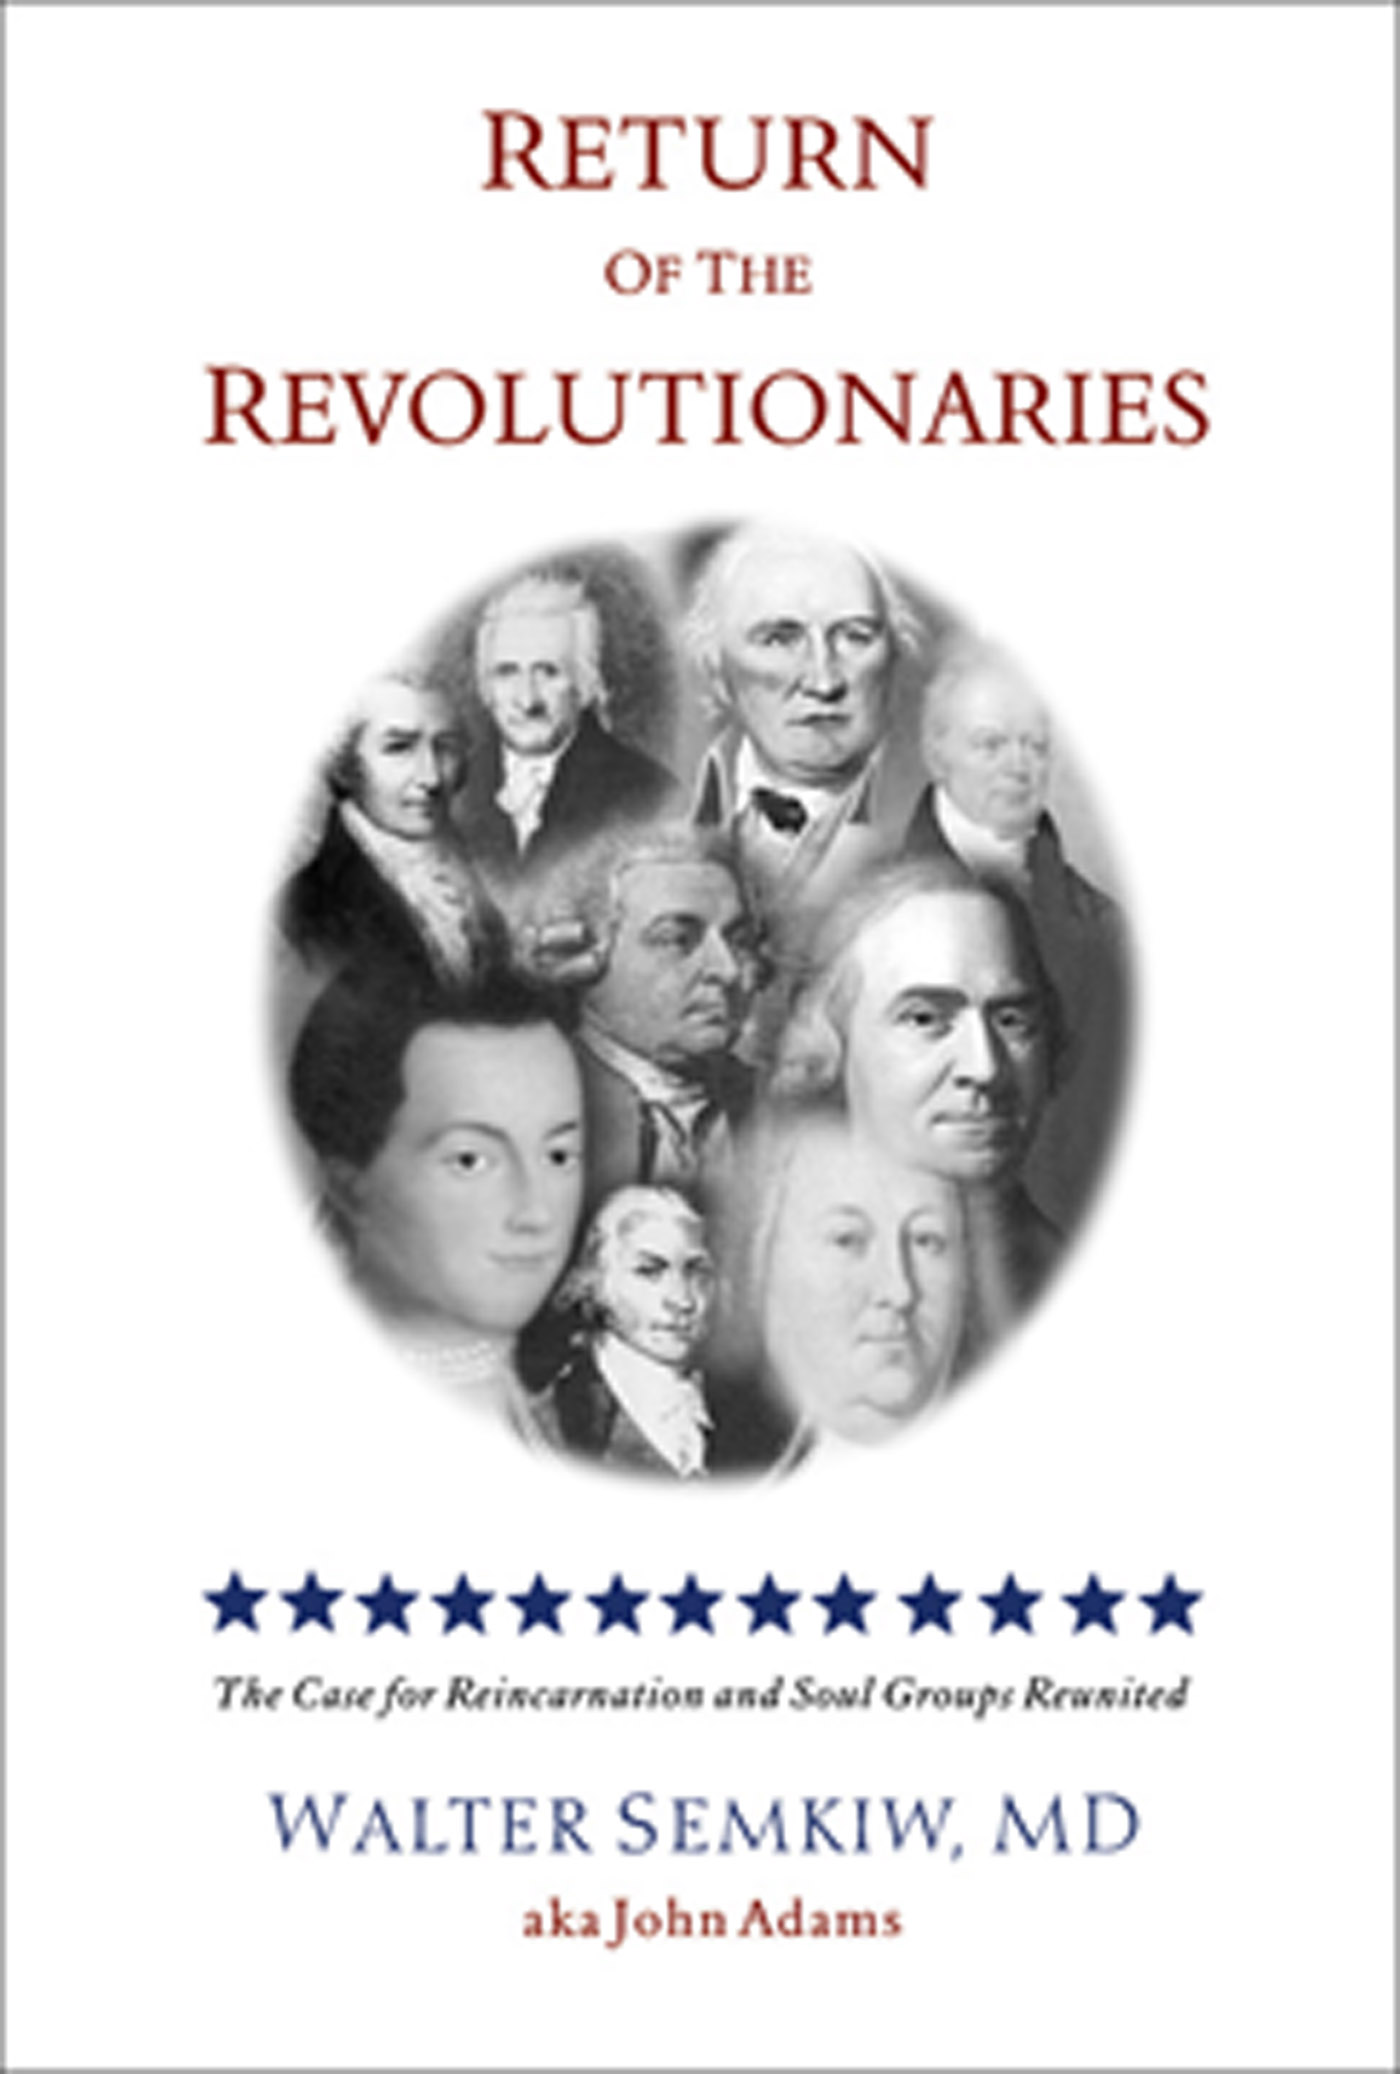 RETURN
OF THE
REVOLUTIONARIES
The Case for Reincarnation and Soul Groups Reunited
WALTER SEMKIW, MD
aka John Adams